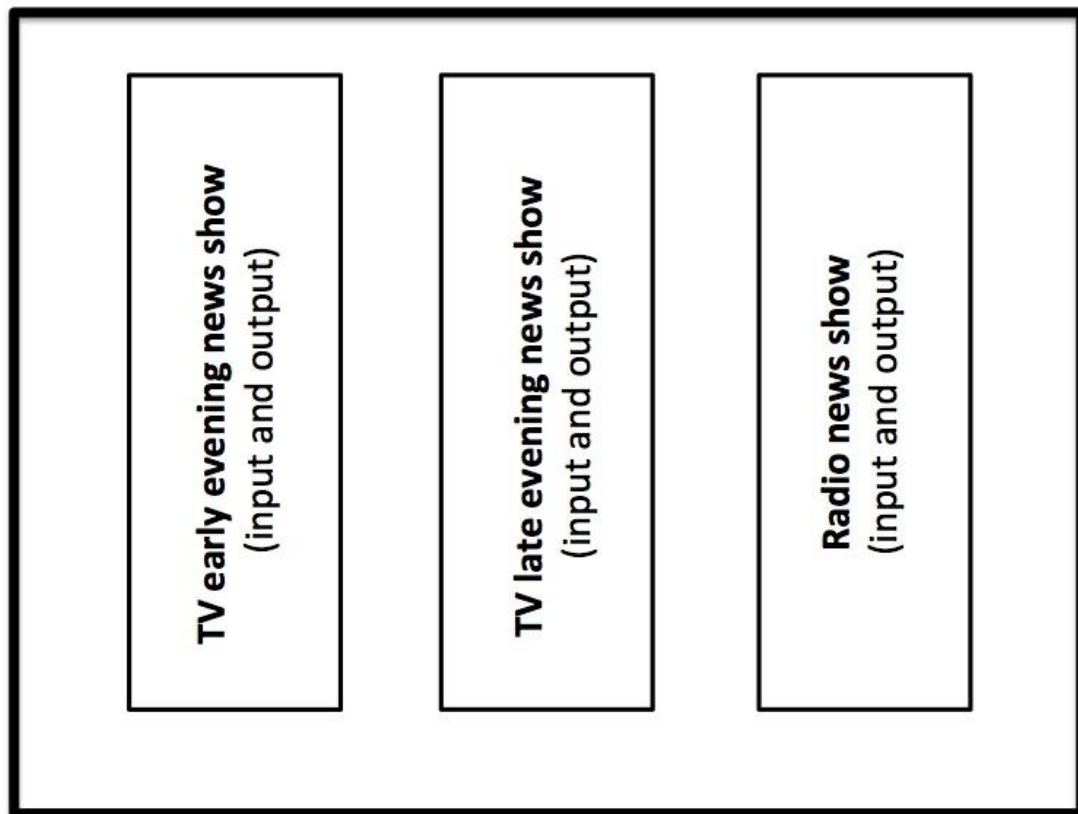 TV early evening news show
(input and output)
TV late evening news show
(input and output)
Radio news show
(input and output)